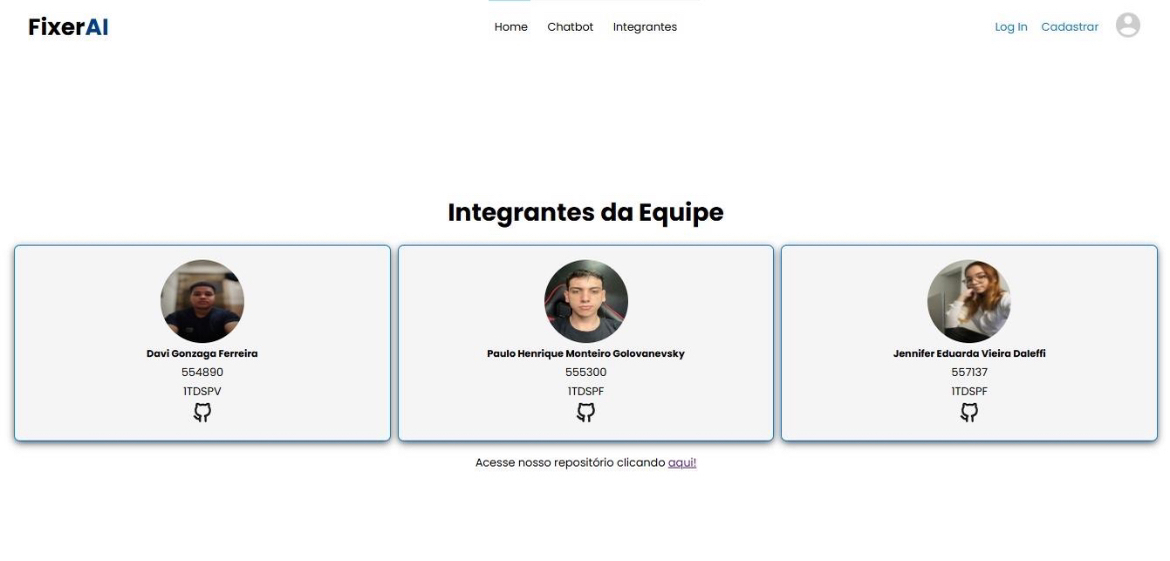 FixerAI
Home Chatbot Integrantes
Log In Cadastrar
Integrantes da Equipe
Davi Gonzaga Ferreira
554890
1TDSPV
Paulo Henrique Monteiro Golovanevsky
555300
1TDSPF
Jennifer Eduarda Vieira Daleffi
557137
1TDSPF
Acesse nosso repositório clicando aqui!